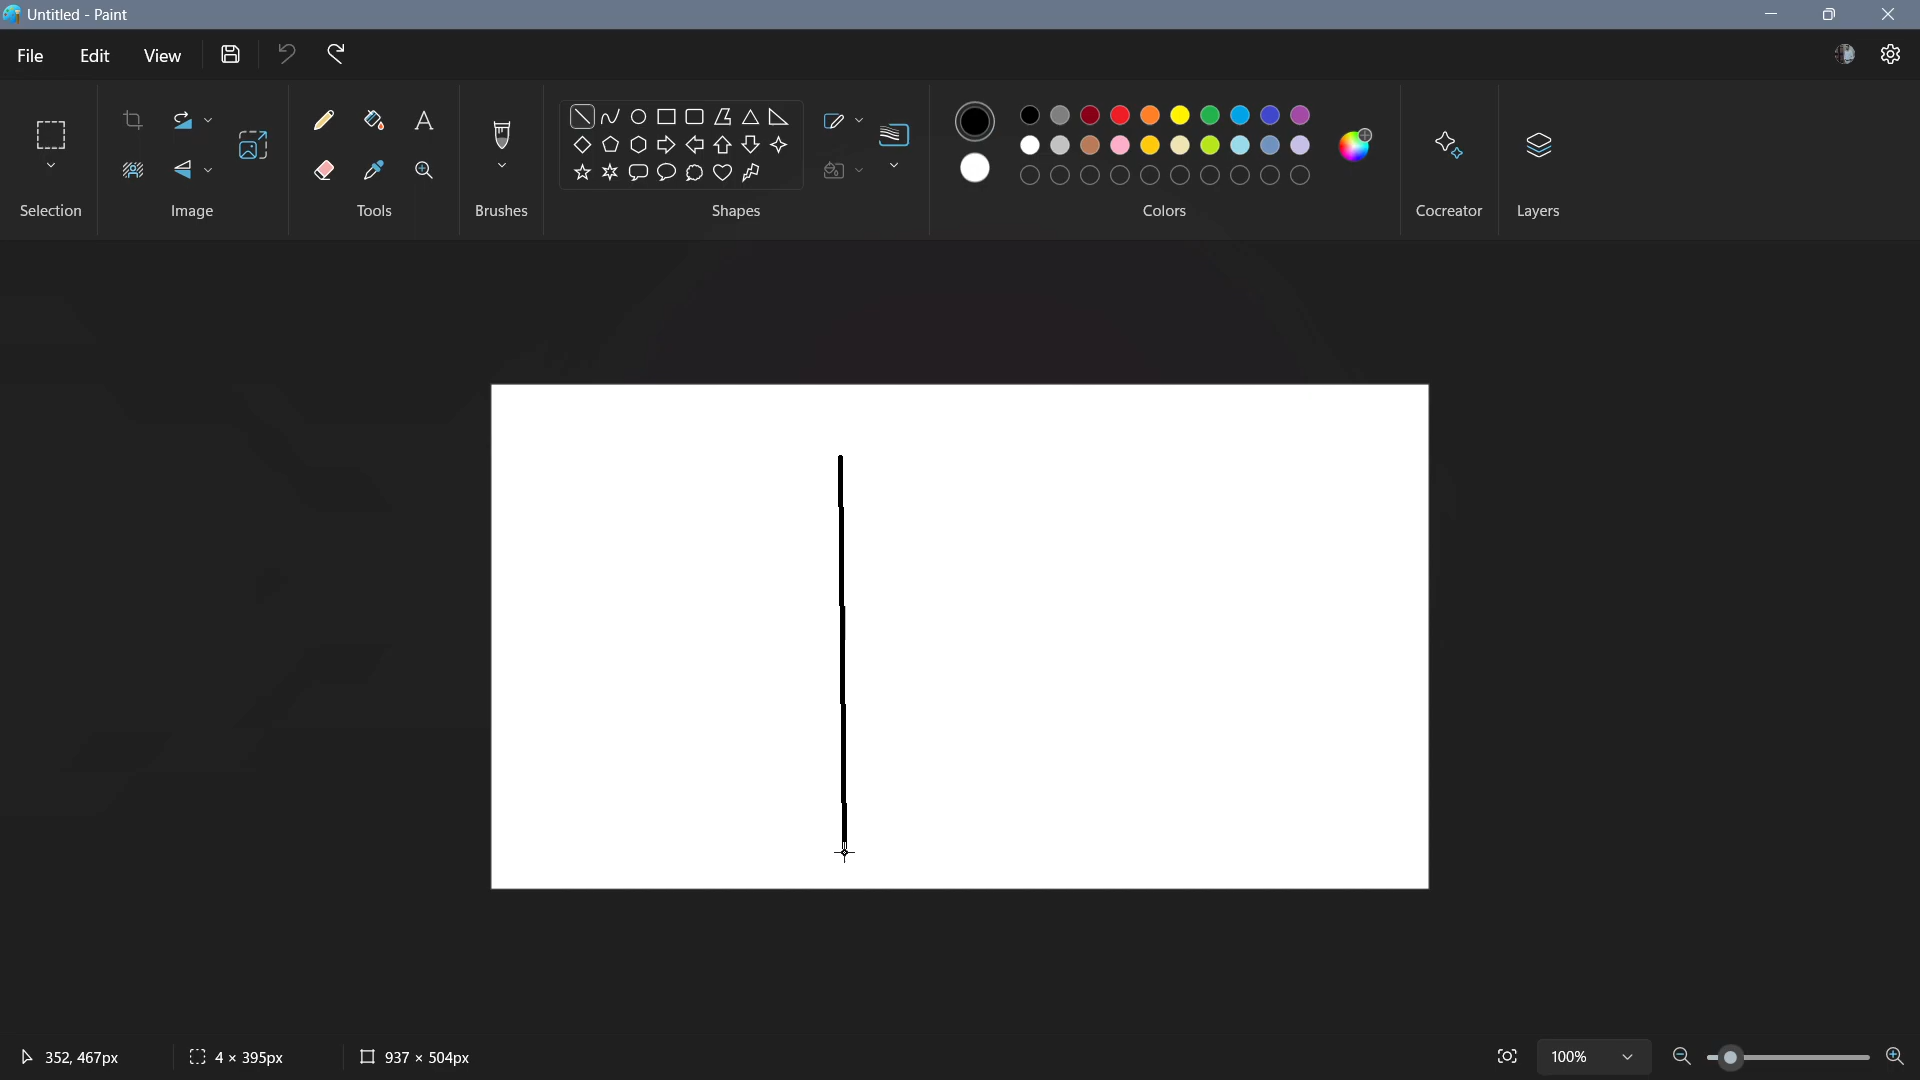 Untitled - Paint
File Edit View
Selection Image Tools Brushes Shapes Colors Cocreator Layers
352, 467px 4 × 395px 937 × 504px 100%